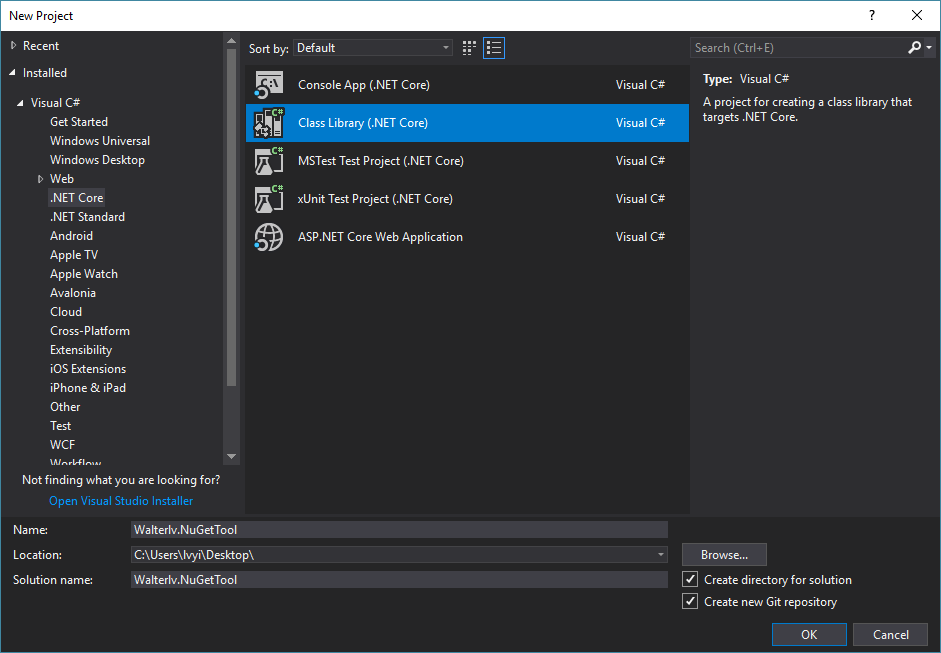 New Project
Recent
Installed
Visual C#
Get Started
Windows Universal
Windows Desktop
Web
.NET Core
.NET Standard
Android
Apple TV
Apple Watch
Avalonia
Cloud
Cross-Platform
Extensibility
iOS Extensions
iPhone & iPad
Other
Test
WCF
Workflow
Not finding what you are looking for?
Open Visual Studio Installer
Sort by: Default
Console App (.NET Core) Visual C#
Class Library (.NET Core) Visual C#
MSTest Test Project (.NET Core) Visual C#
xUnit Test Project (.NET Core) Visual C#
ASP.NET Core Web Application Visual C#
Search (Ctrl+E)
Type: Visual C#
A project for creating a class library that
targets .NET Core.
Name: Walterlv.NuGetTool
Location: C:\Users\lvyi\Desktop\
Browse...
Solution name: Walterlv.NuGetTool
Create directory for solution
Create new Git repository
OK
Cancel